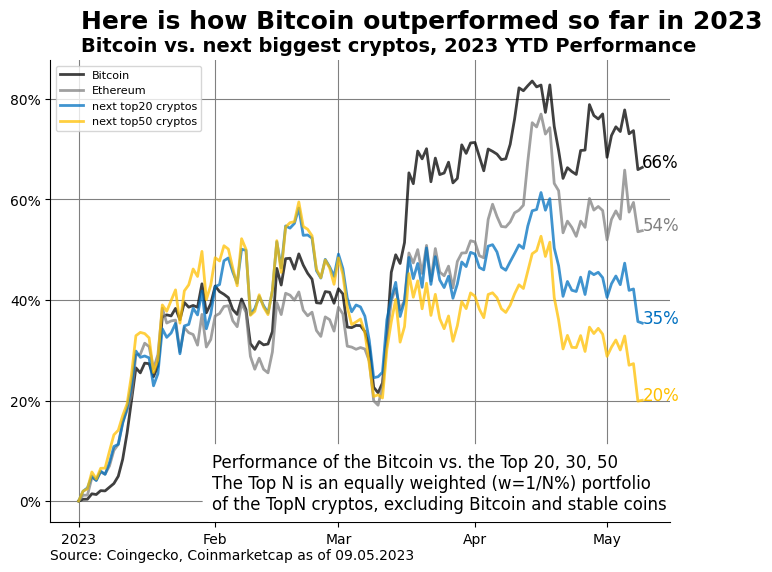 Here is how Bitcoin outperformed so far in 2023
Bitcoin vs. next biggest cryptos, 2023 YTD Performance
Bitcoin
Ethereum
next top20 cryptos
next top50 cryptos
80%
60%
40%
20%
0%
66%
54%
35%
20%
Performance of the Bitcoin vs. the Top 20, 30, 50
The Top N is an equally weighted (w=1/N%) portfolio
of the TopN cryptos, excluding Bitcoin and stable coins
2023 Feb Mar Apr May
Source: Coingecko, Coinmarketcap as of 09.05.2023